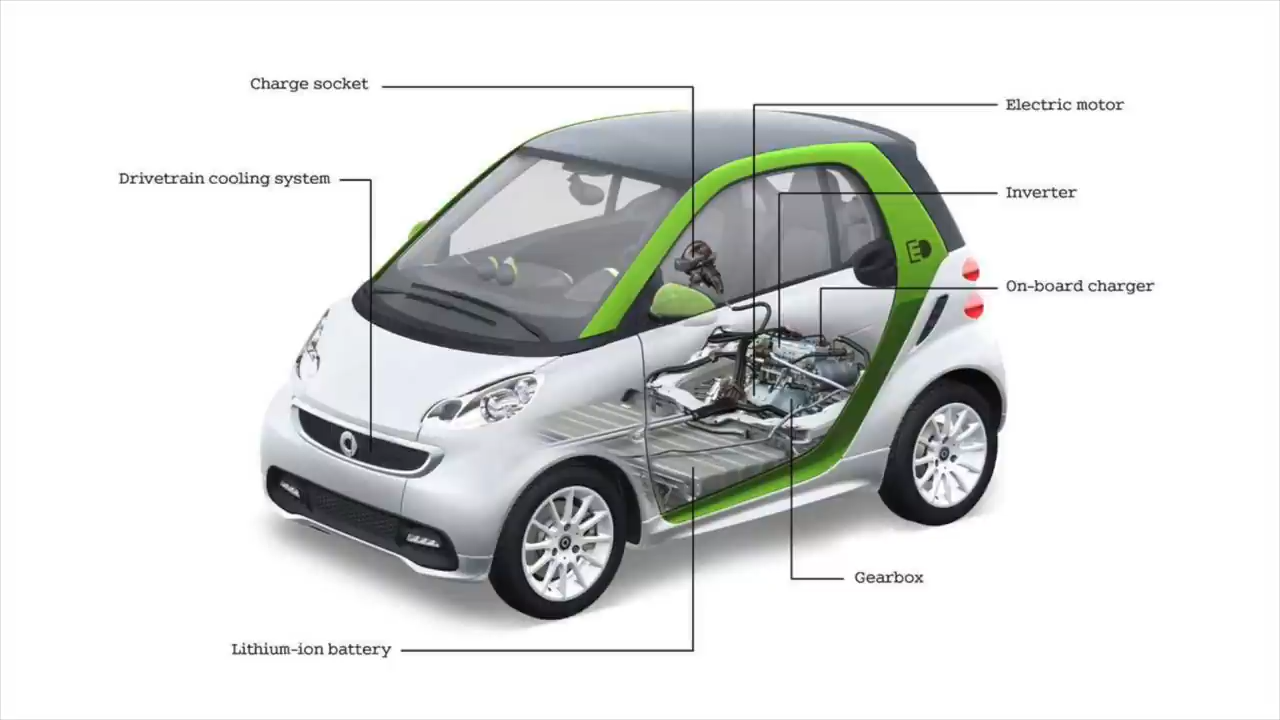 Charge socket
Electric motor
Drivetrain cooling system
Inverter
On-board charger
Gearbox
Lithium-ion battery